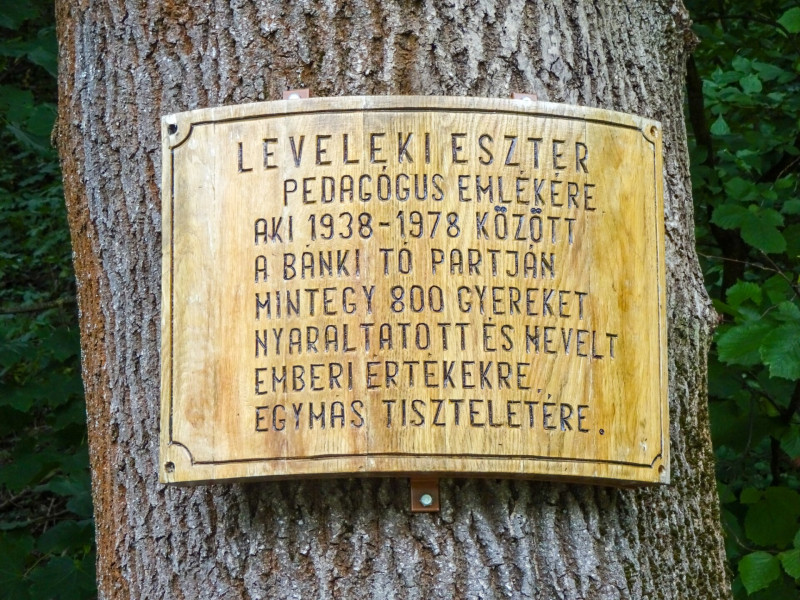 LEVELEKI ESZTER
PEDAGÓGUS EMLÉKÉRE
AKI 1938-1978 KÖZÖTT
A BÁNKI TÓ PARTJÁN
MINTEGY 800 GYEREKET
NYARALTATOTT ÉS NEVELT
EMBERI ÉRTÉKEKRE,
EGYMÁS TISZTELETÉRE.